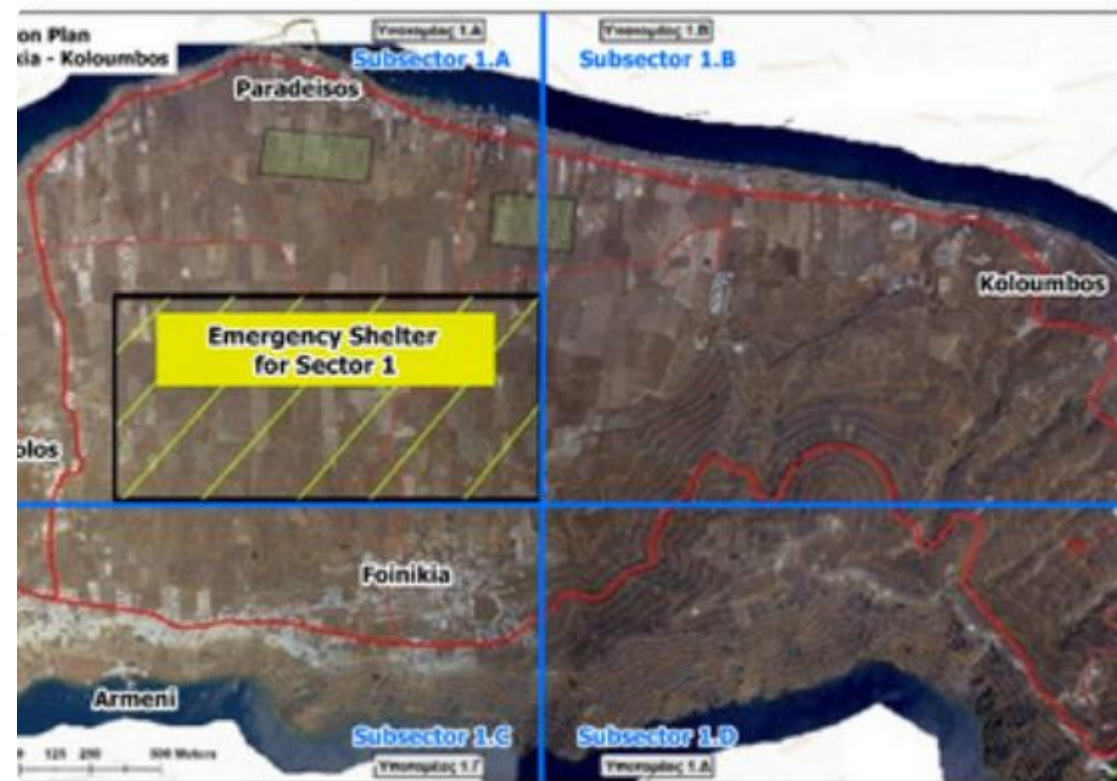 on Plan
kia - Koloumbos
Υποτομέας 1.Α
Subsector 1.A
Υποτομέας 1.Β
Subsector 1.B
Paradeisos
Koloumbos
Emergency Shelter
for Sector 1
olos
Foinikia
Armeni
125 250 500 Meters
Subsector 1.C
Υποτομέας 1.Γ
Subsector 1.D
Υποτομέας 1.Δ